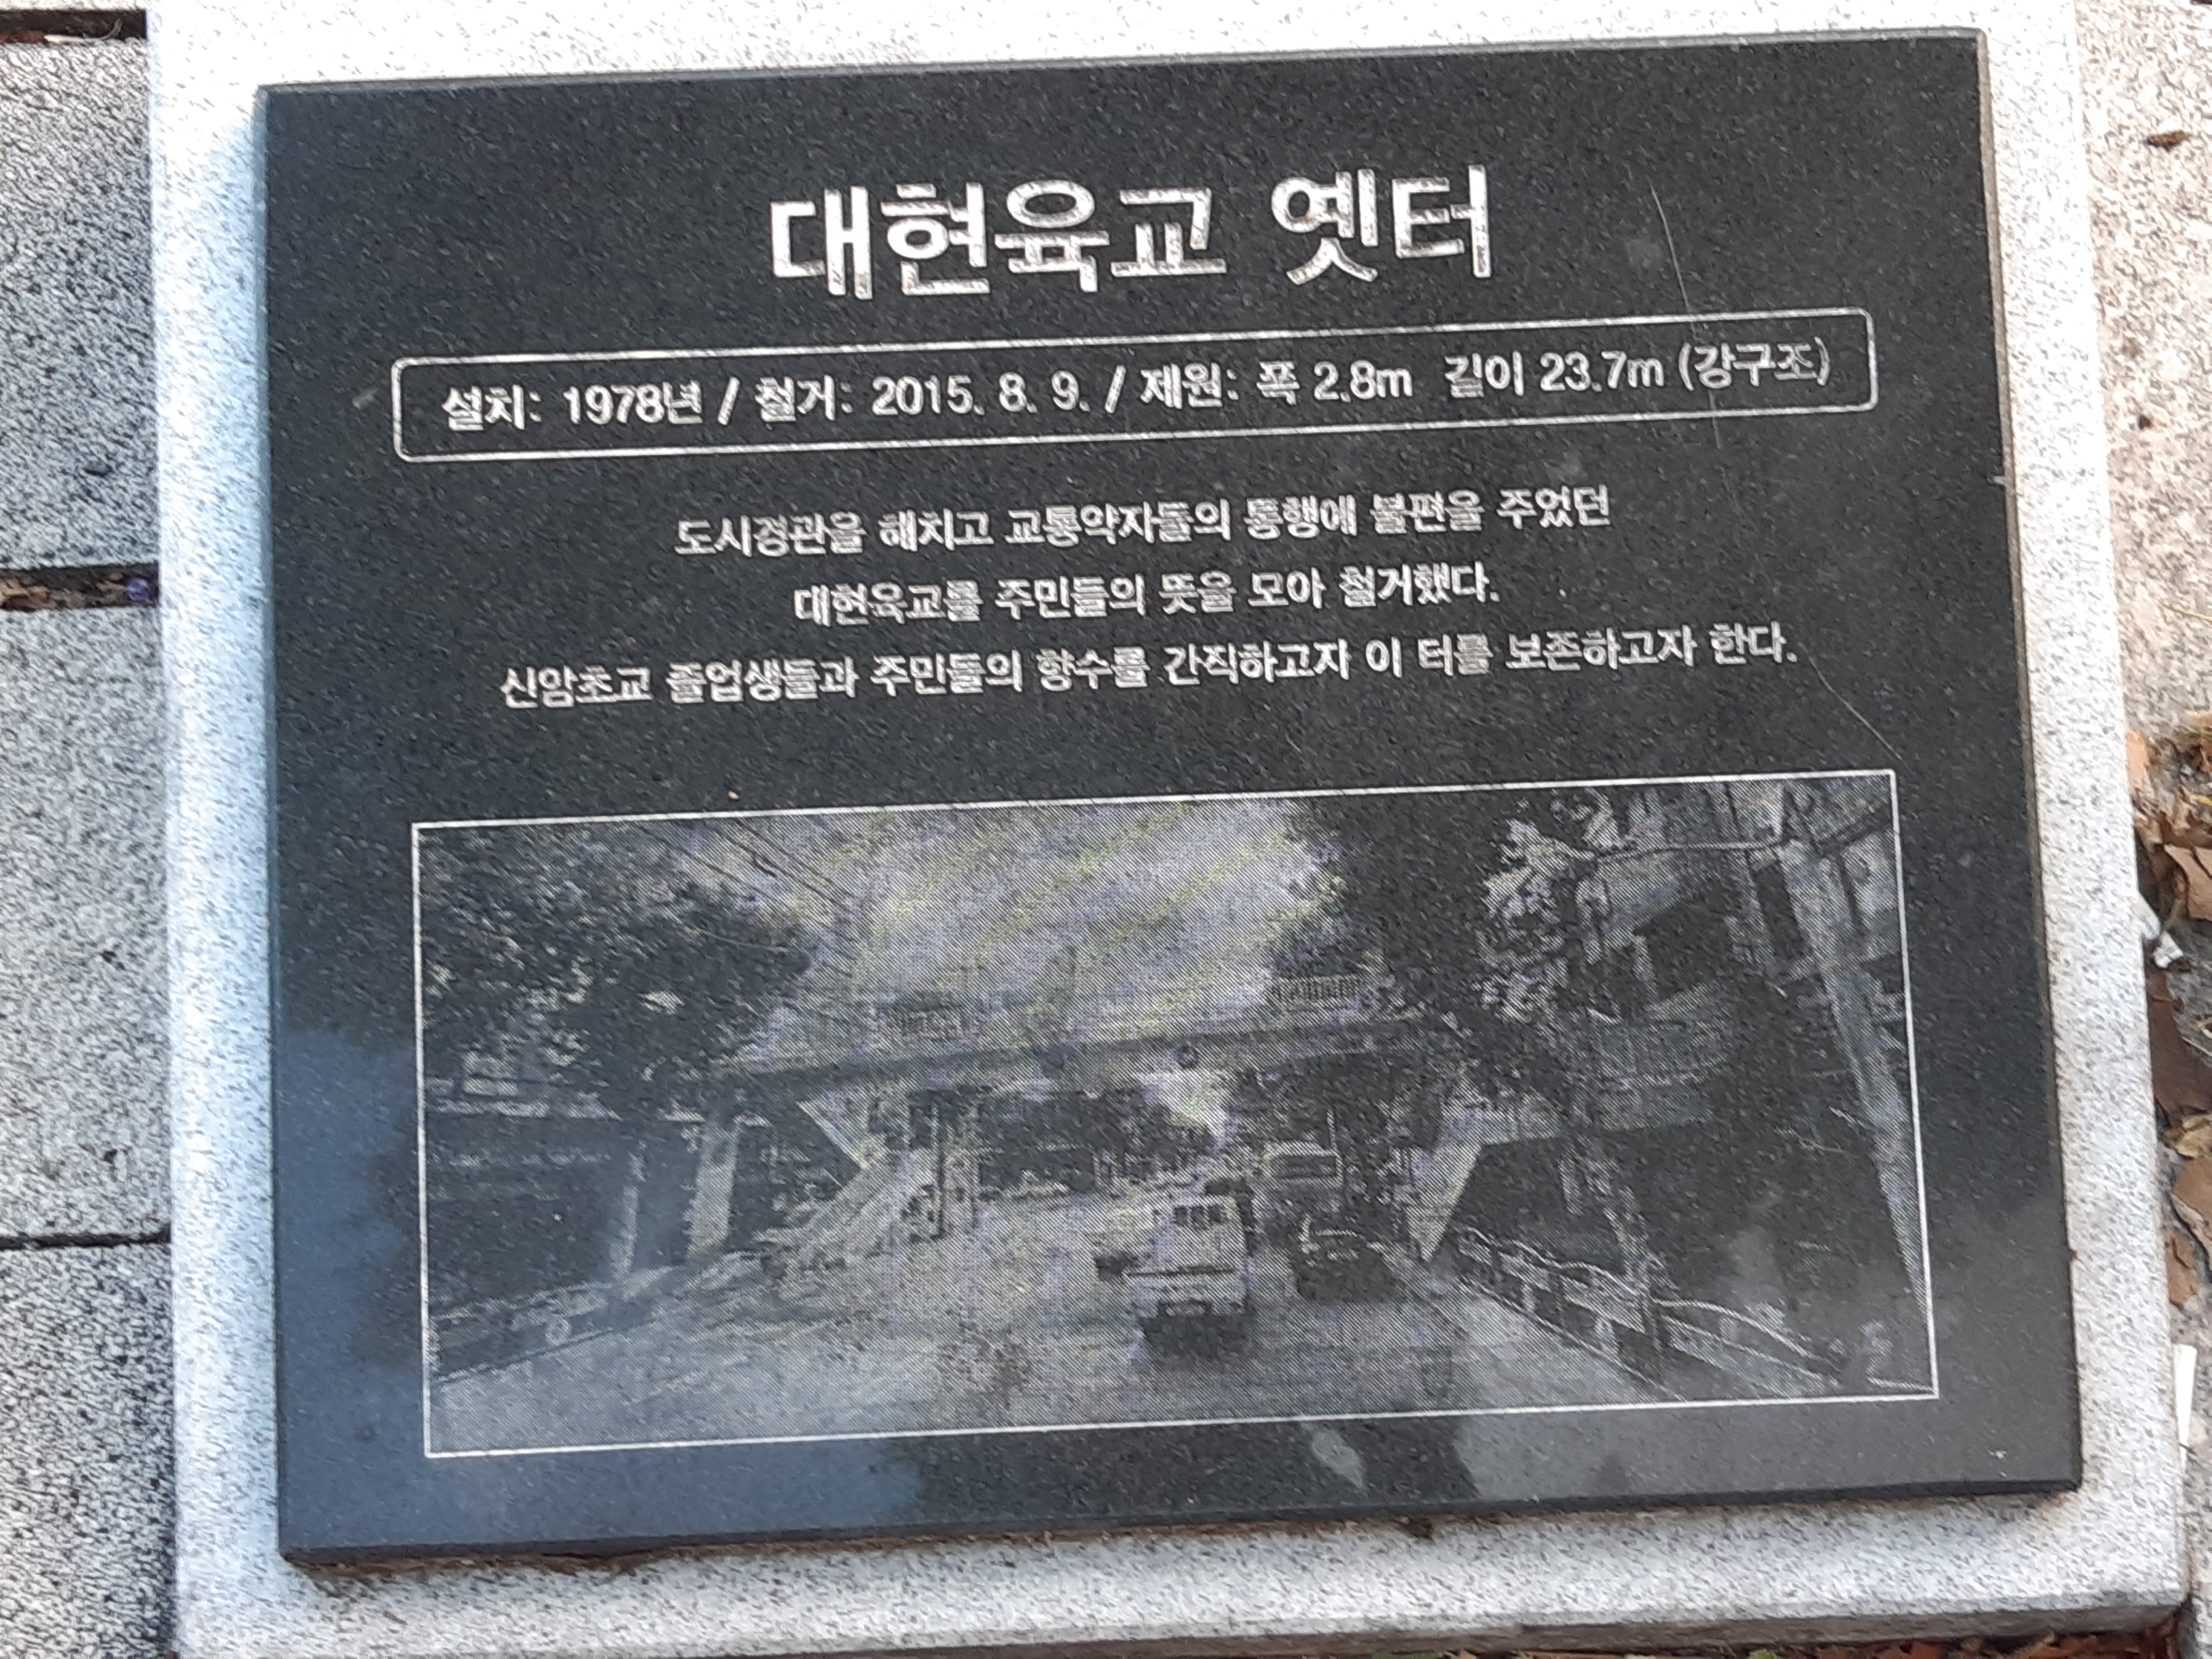 대현육교 옛터
설치: 1978년 / 철거: 2015. 8. 9. / 제원: 폭 2.8m 길이 23.7m (강구조)
도시경관을 해치고 교통약자들의 통행에 불편을 주었던
대현육교를 주민들의 뜻을 모아 철거했다.
신암초교 졸업생들과 주민들의 향수를 간직하고자 이 터를 보존하고자 한다.